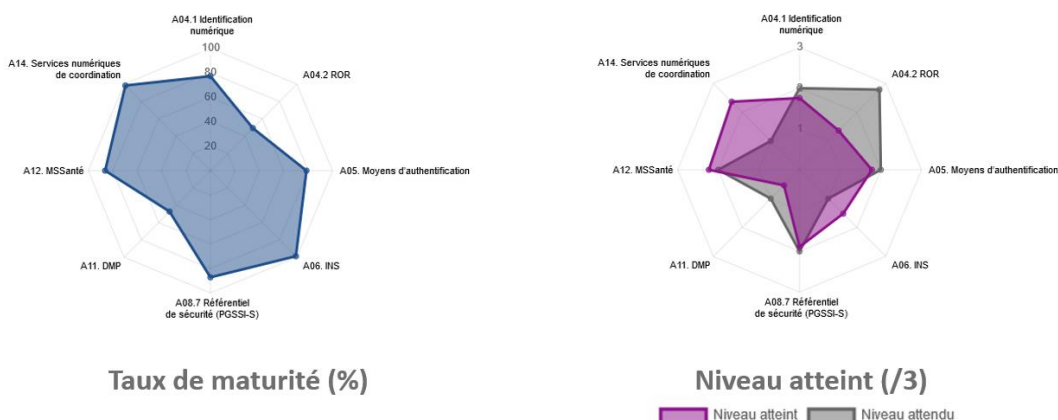 A04.1 Identification
numérique
100
80
60
40
20
A04.2 ROR
A05. Moyens d'authentification
A06. INS
A08.7 Référentiel
de sécurité (PGSSI-S)
A11. DMP
A12. MSSanté
A14. Services numériques
de coordination
Taux de maturité (%)
A04.1 Identification
numérique
3
1
A04.2 ROR
A05. Moyens d'authentification
A06. INS
A08.7 Référentiel
de sécurité (PGSSI-S)
A11. DMP
A12. MSSanté
A14. Services numériques
de coordination
Niveau atteint (/3)
Niveau atteint Niveau attendu